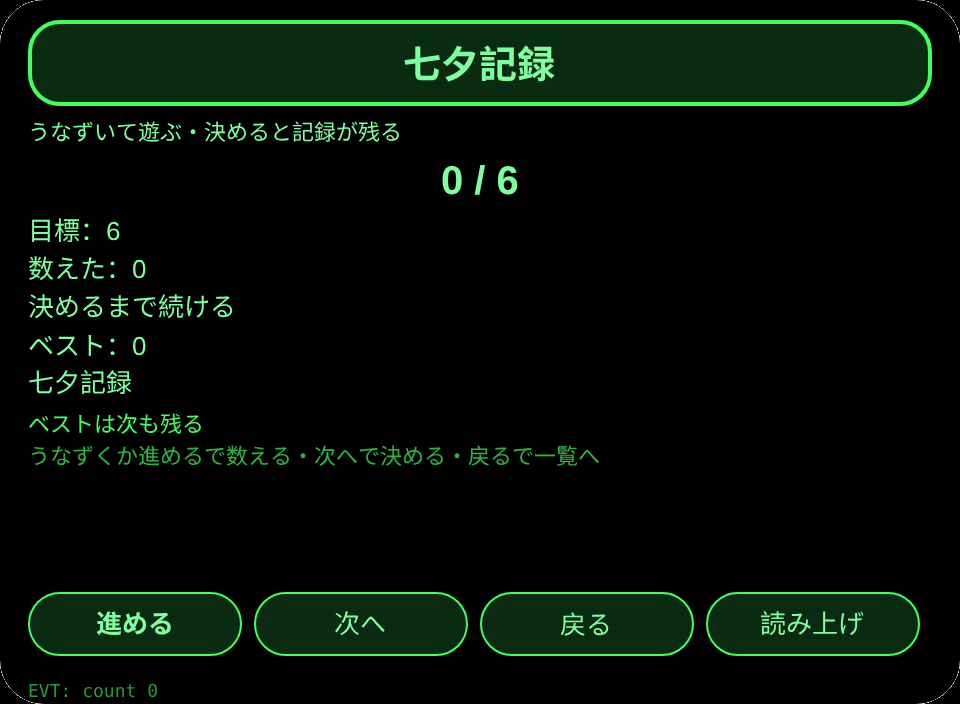 七夕記録
うなずいて遊ぶ・決めると記録が残る
0 / 6
目標: 6
数えた: 0
決めるまで続ける
ベスト: 0
七夕記録
ベストは次も残る
うなずくか進めるで数える・次へで決める・戻るで一覧へ
進める 次へ 戻る 読み上げ
EVT: count 0